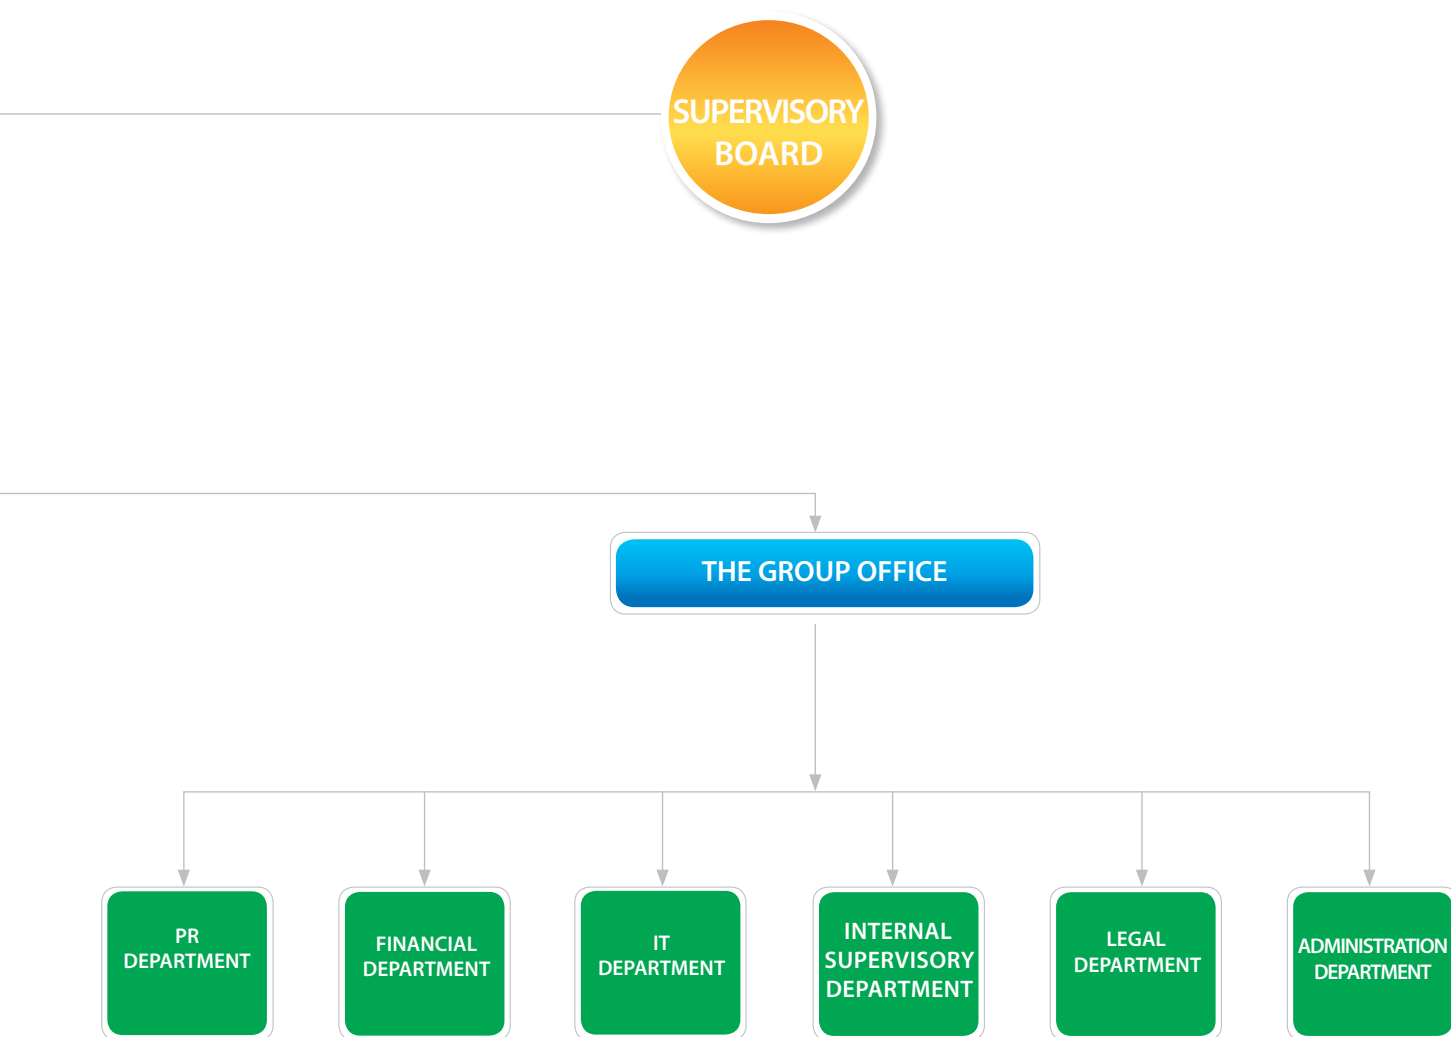 SUPERVISORY
BOARD
THE GROUP OFFICE
PR
DEPARTMENT
FINANCIAL
DEPARTMENT
IT
DEPARTMENT
INTERNAL
SUPERVISORY
DEPARTMENT
LEGAL
DEPARTMENT
ADMINISTRATION
DEPARTMENT